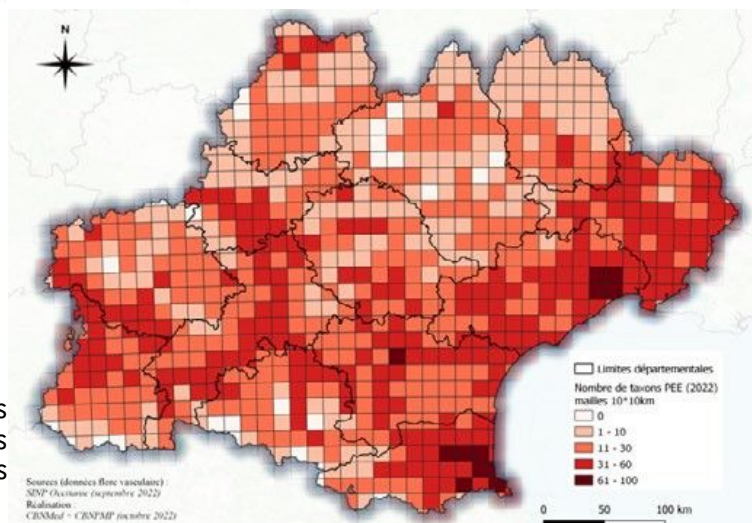 N
s
s
s
Limites départementales
Nombre de taxons PEE (2022)
mailles 10*10km
0
1 - 10
11 - 30
31 - 60
61 - 100
Sources (données flore vasculaire) :
SINP Occitanie (septembre 2022)
Réalisation :
CBNMed - CBNPMP (octobre 2022)
0 50 100 km